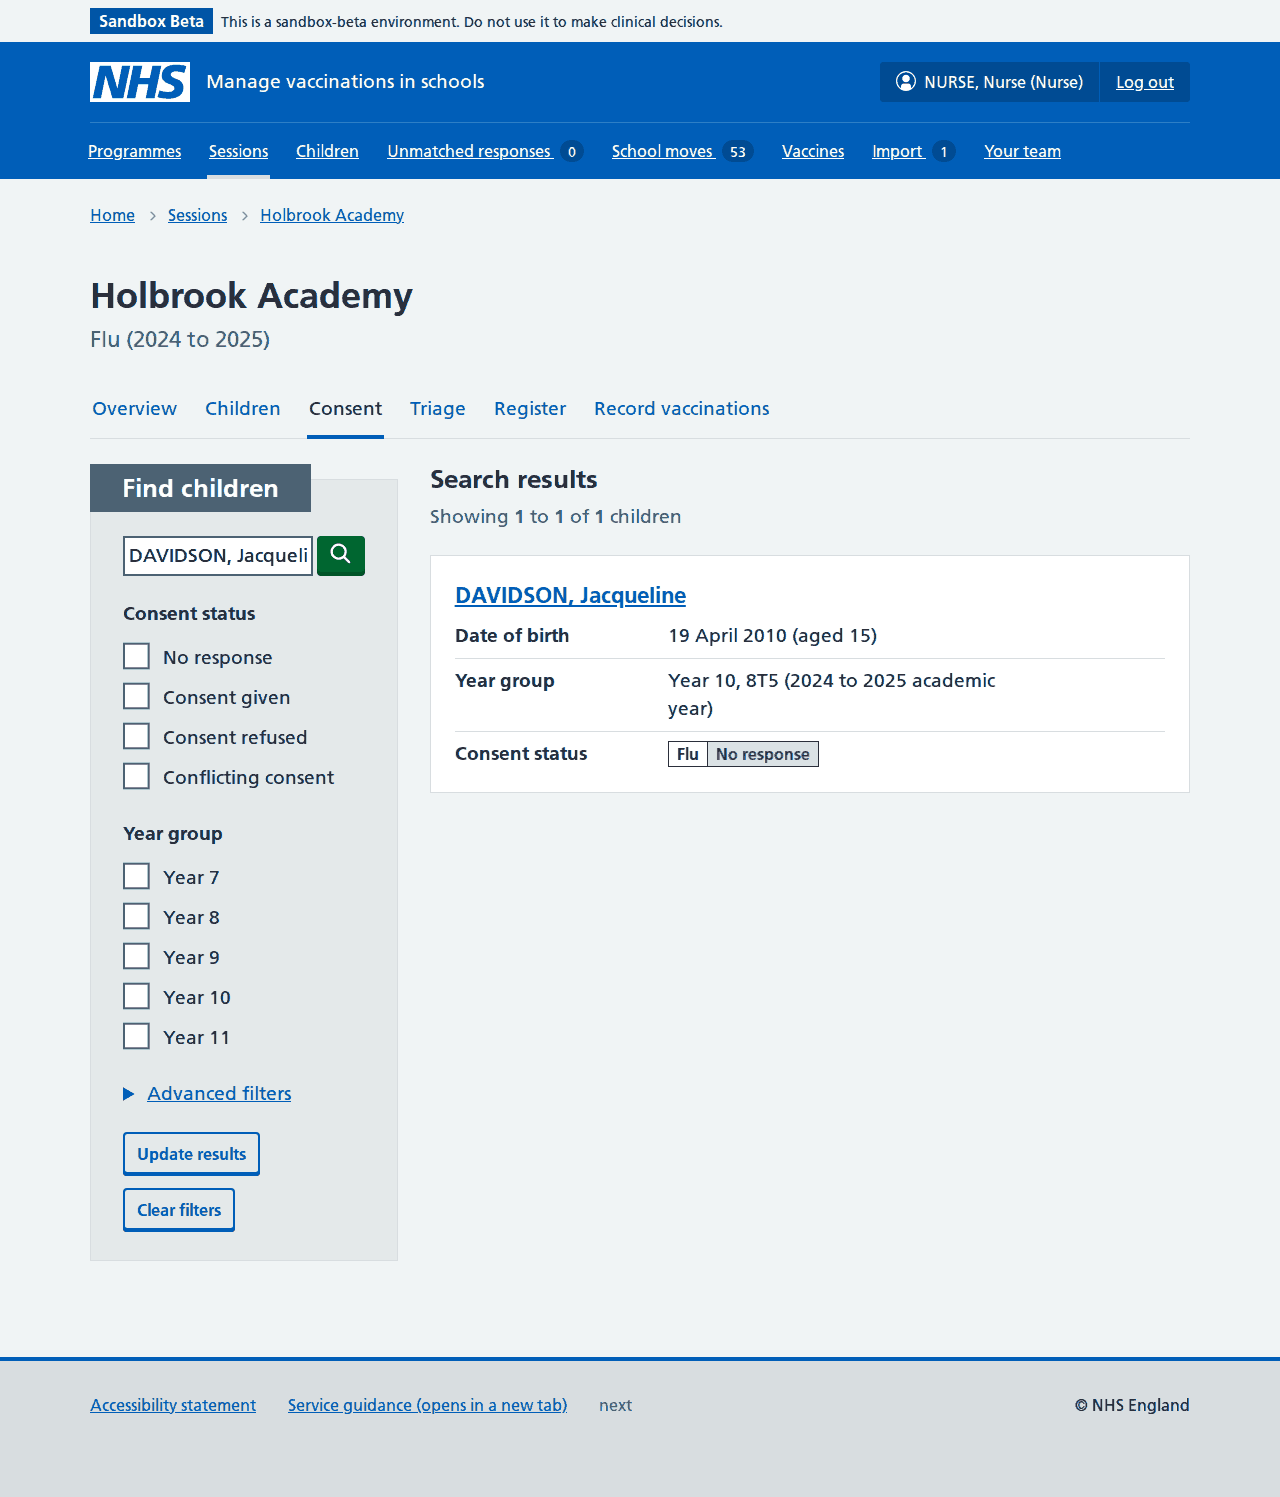 Sandbox Beta This is a sandbox-beta environment. Do not use it to make clinical decisions.
NHS Manage vaccinations in schools NURSE, Nurse (Nurse) Log out
Programmes Sessions Children Unmatched responses 0 School moves 53 Vaccines Import 1 Your team
Home Sessions Holbrook Academy
Holbrook Academy
Flu (2024 to 2025)
Overview Children Consent Triage Register Record vaccinations
Find children
DAVIDSON, Jacqueli
Consent status
No response
Consent given
Consent refused
Conflicting consent
Year group
Year 7
Year 8
Year 9
Year 10
Year 11
Advanced filters
Update results
Clear filters
Search results
Showing 1 to 1 of 1 children
DAVIDSON, Jacqueline
Date of birth 19 April 2010 (aged 15)
Year group Year 10, 8T5 (2024 to 2025 academic
year)
Consent status Flu No response
Accessibility statement Service guidance (opens in a new tab) next © NHS England